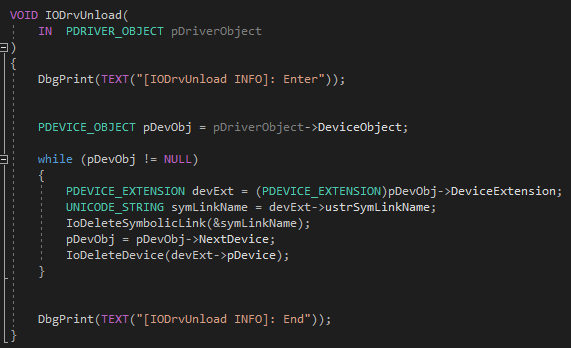 VOID IODrvUnload(
    IN  PDRIVER_OBJECT pDriverObject
)
{
    DbgPrint(TEXT("[IODrvUnload INFO]: Enter"));
    PDEVICE_OBJECT pDevObj = pDriverObject->DeviceObject;
    while (pDevObj != NULL)
    {
        PDEVICE_EXTENSION devExt = (PDEVICE_EXTENSION)pDevObj->DeviceExtension;
        UNICODE_STRING symLinkName = devExt->ustrSymLinkName;
        IoDeleteSymbolicLink(&symLinkName);
        pDevObj = pDevObj->NextDevice;
        IoDeleteDevice(devExt->pDevice);
    }
    DbgPrint(TEXT("[IODrvUnload INFO]: End"));
}